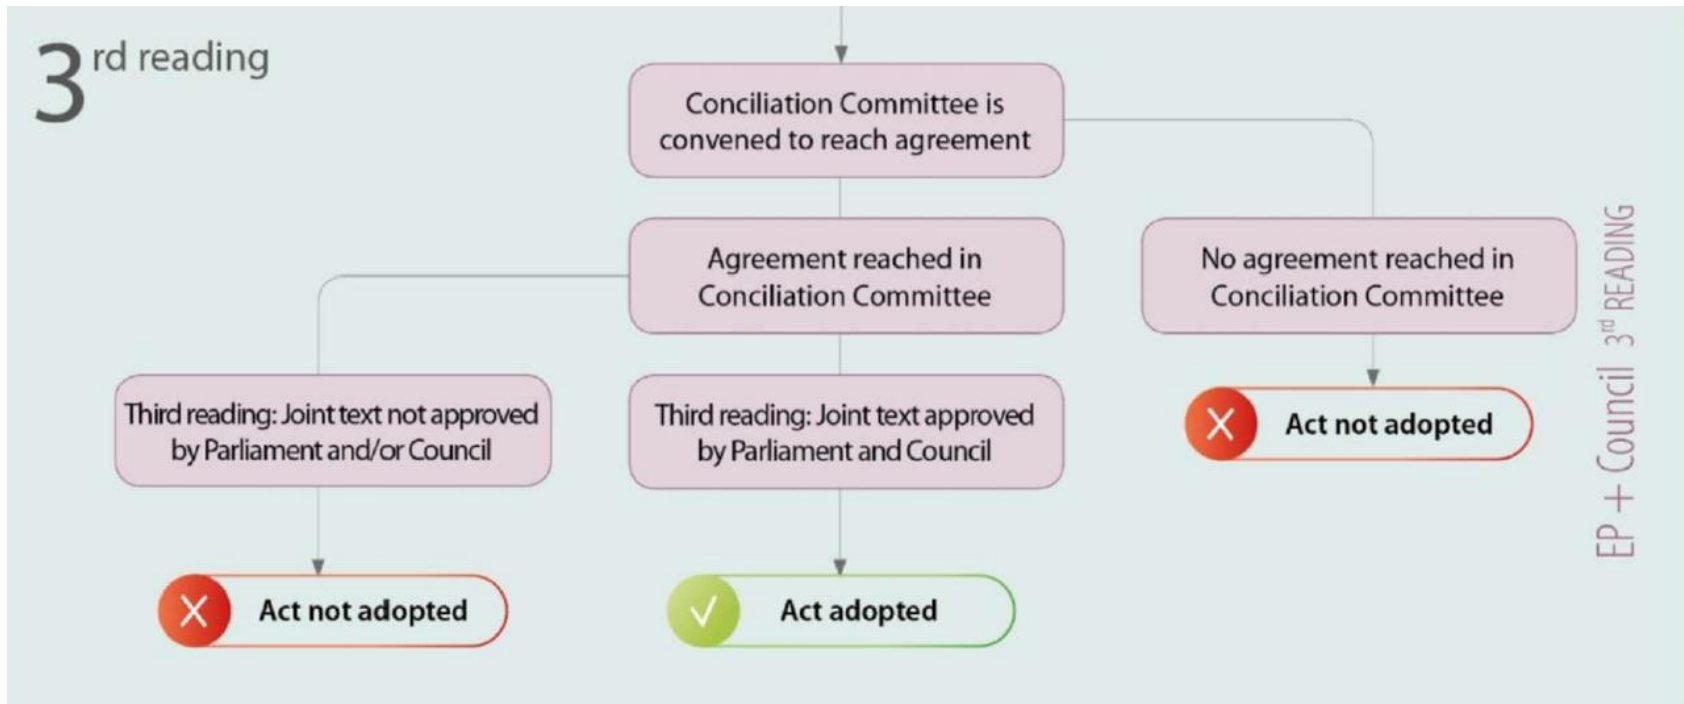 3rd reading
Conciliation Committee is
convened to reach agreement
Agreement reached in
Conciliation Committee
No agreement reached in
Conciliation Committee
Third reading: Joint text not approved
by Parliament and/or Council
Third reading: Joint text approved
by Parliament and Council
Act not adopted
Act not adopted
Act adopted
EP + Council 3rd READING